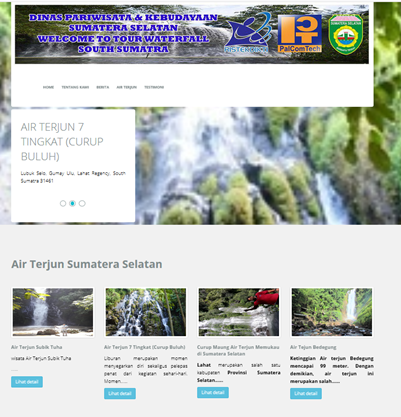 DINAS PARIWISATA & KEBUDAYAAN
SUMATERA SELATAN
WELCOME TO TOUR WATERFALL
SOUTH SUMATRA
PalComTech
SUMATERA SELATAN
HOME TENTANG KAMI BERITA AIR TERJUN TESTIMONI
AIR TERJUN 7
TINGKAT (CURUP
BULUH)
Lubuk Selo, Gumay Ulu, Lahat Regency, South
Sumatra 31461
Air Terjun Sumatera Selatan
Air Terjun Subik Tuha
wisata Air Terjun Subik Tuha
......
Lihat detail
Air Terjun 7 Tingkat (Curup Buluh)
Liburan merupakan momen
menyegarkan diri sekaligus pelepas
penat dari kegiatan sehari-hari.
Momen.....
Lihat detail
Curup Maung Air Terjun Memukau
di Sumatera Selatan
Lahat merupakan salah satu
kabupaten Provinsi Sumatera
Selatan......
Lihat detail
Air Tejun Bedegung
Ketinggian Air terjun Bedegung
mencapai 99 meter. Dengan
demikian, air terjun ini
merupakan salah......
Lihat detail